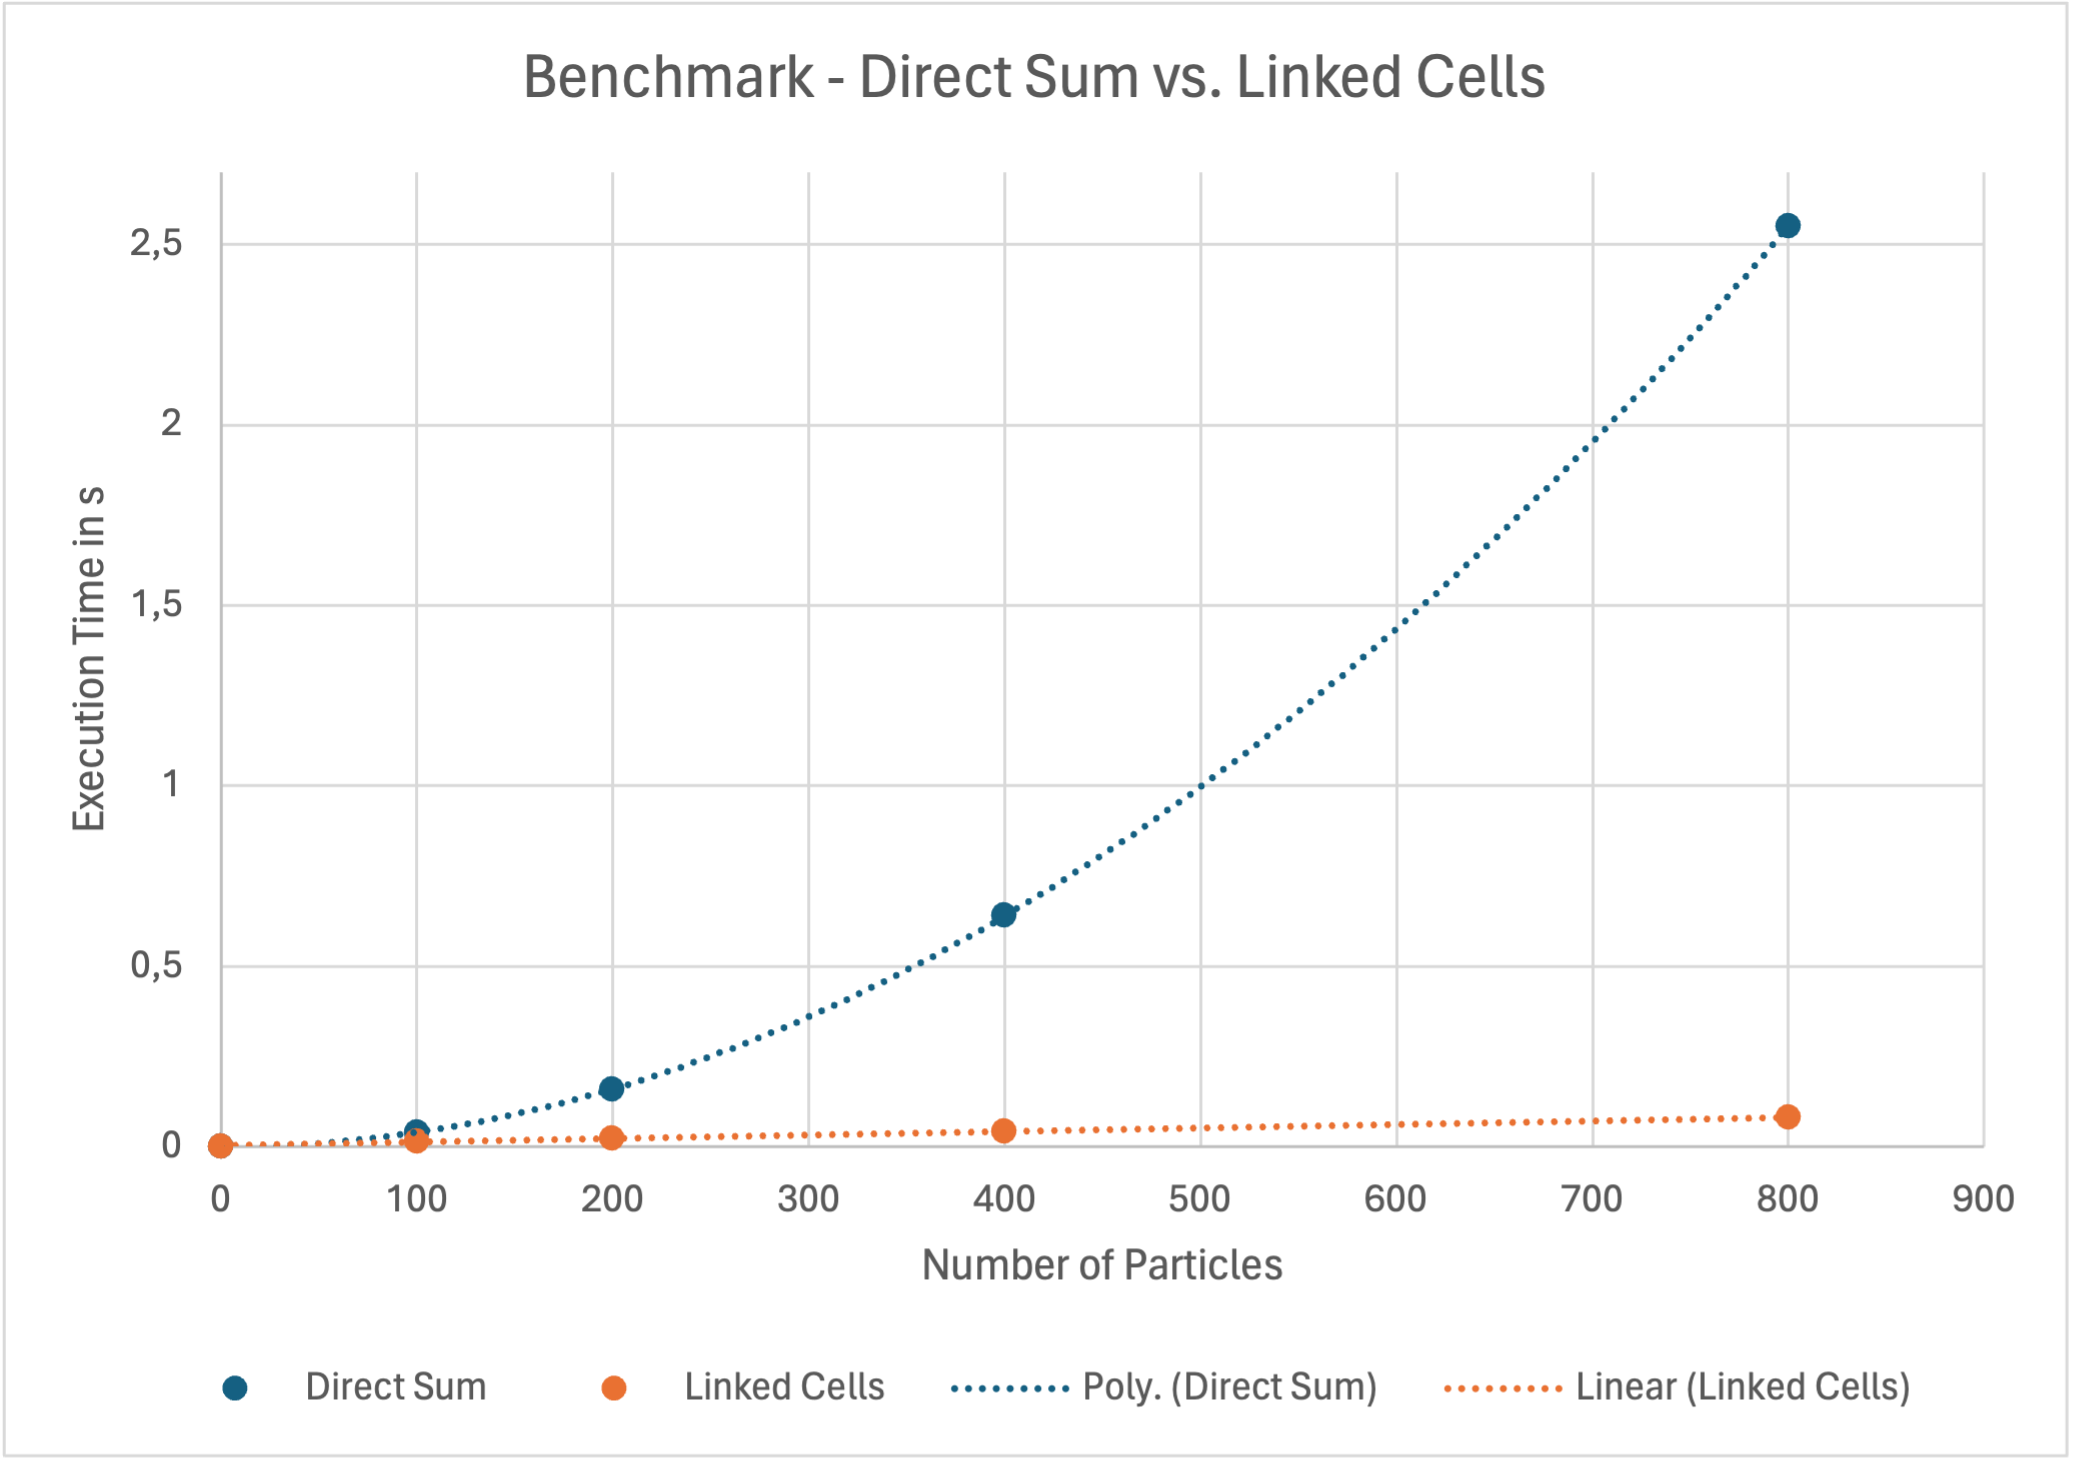 Benchmark - Direct Sum vs. Linked Cells
Execution Time in s
2,5
2
1,5
1
0,5
0
0 100 200 300 400 500 600 700 800 900
Number of Particles
Direct Sum Linked Cells Poly. (Direct Sum) Linear (Linked Cells)